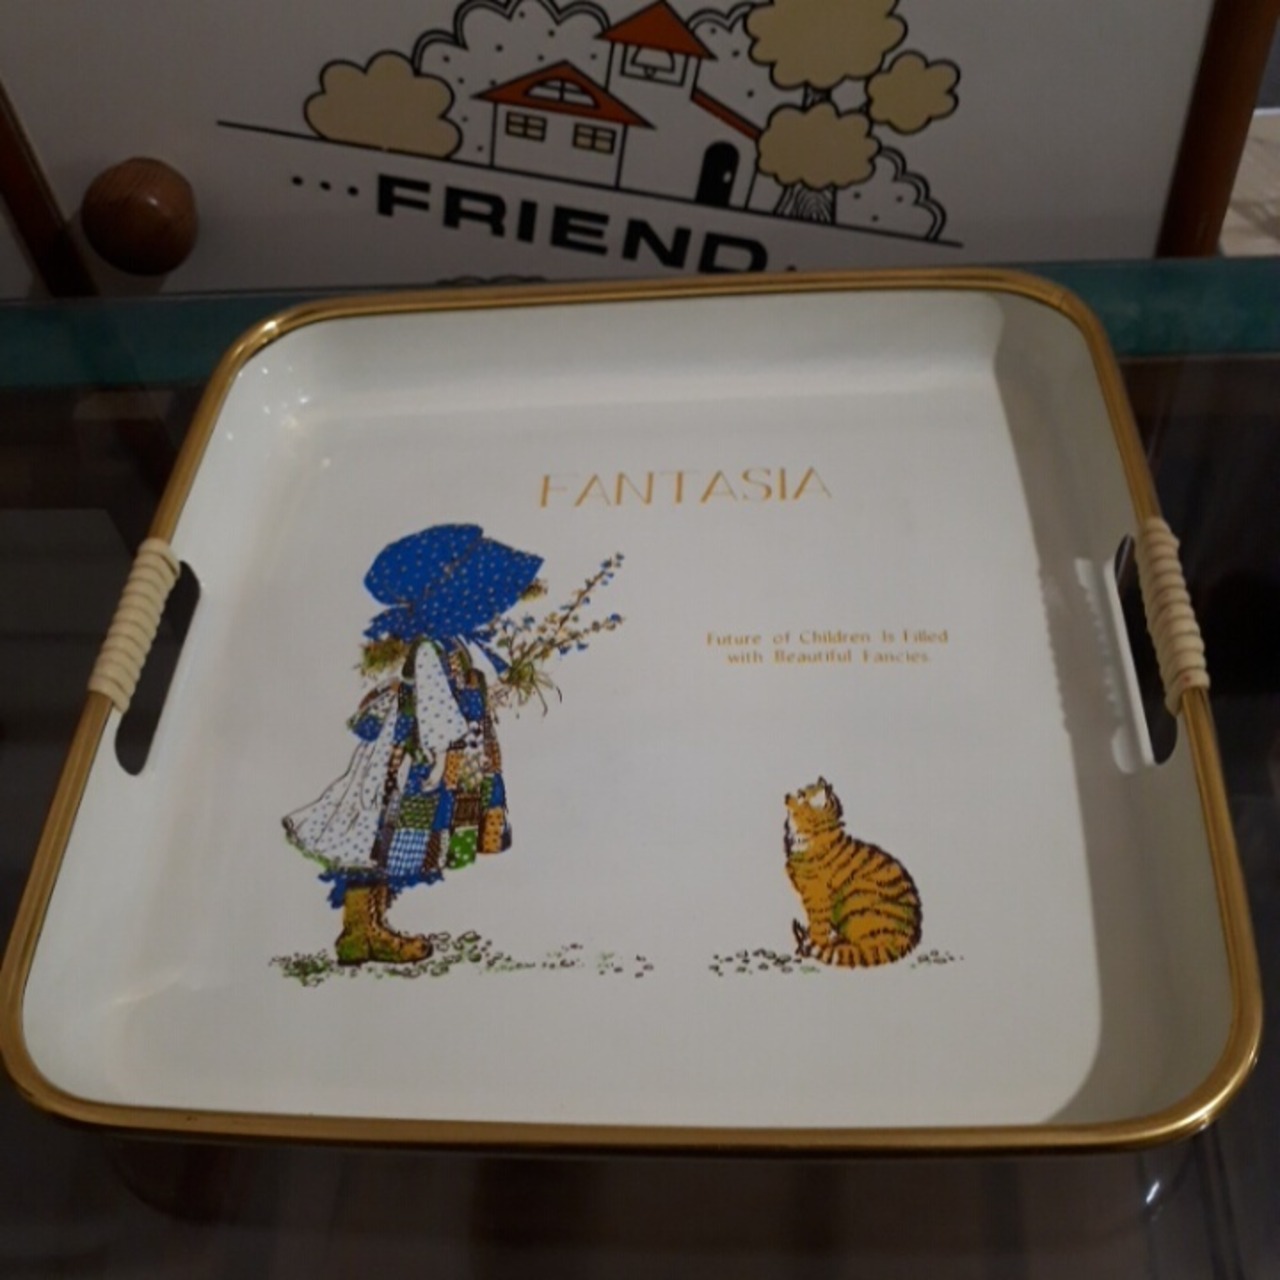 ...FRIEND.
FANTASIA
Future of Children Is Filled
with Beautiful Fancies.